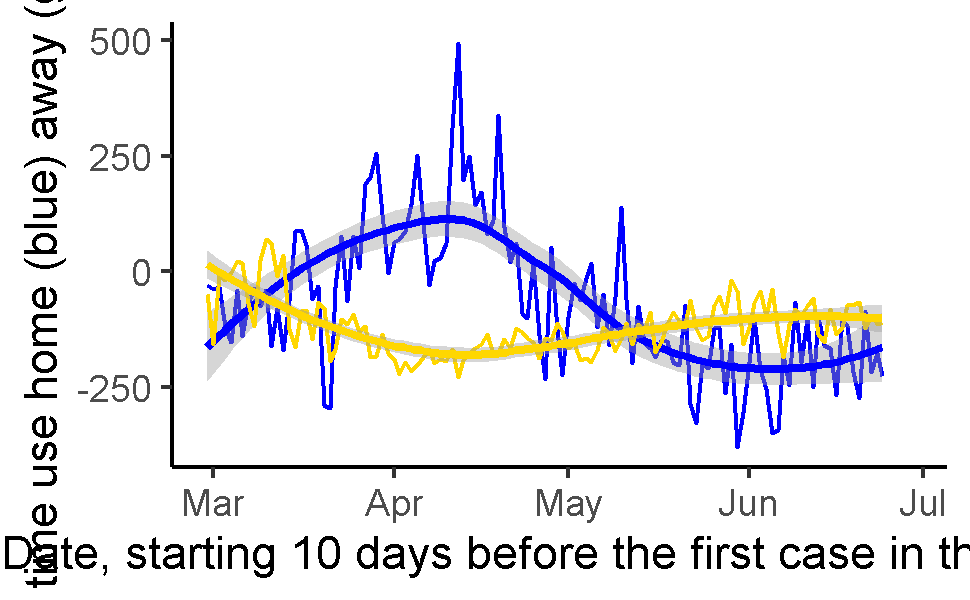 time use home (blue) away (
500
250
0
-250
Mar Apr May Jun Jul
Date, starting 10 days before the first case in th